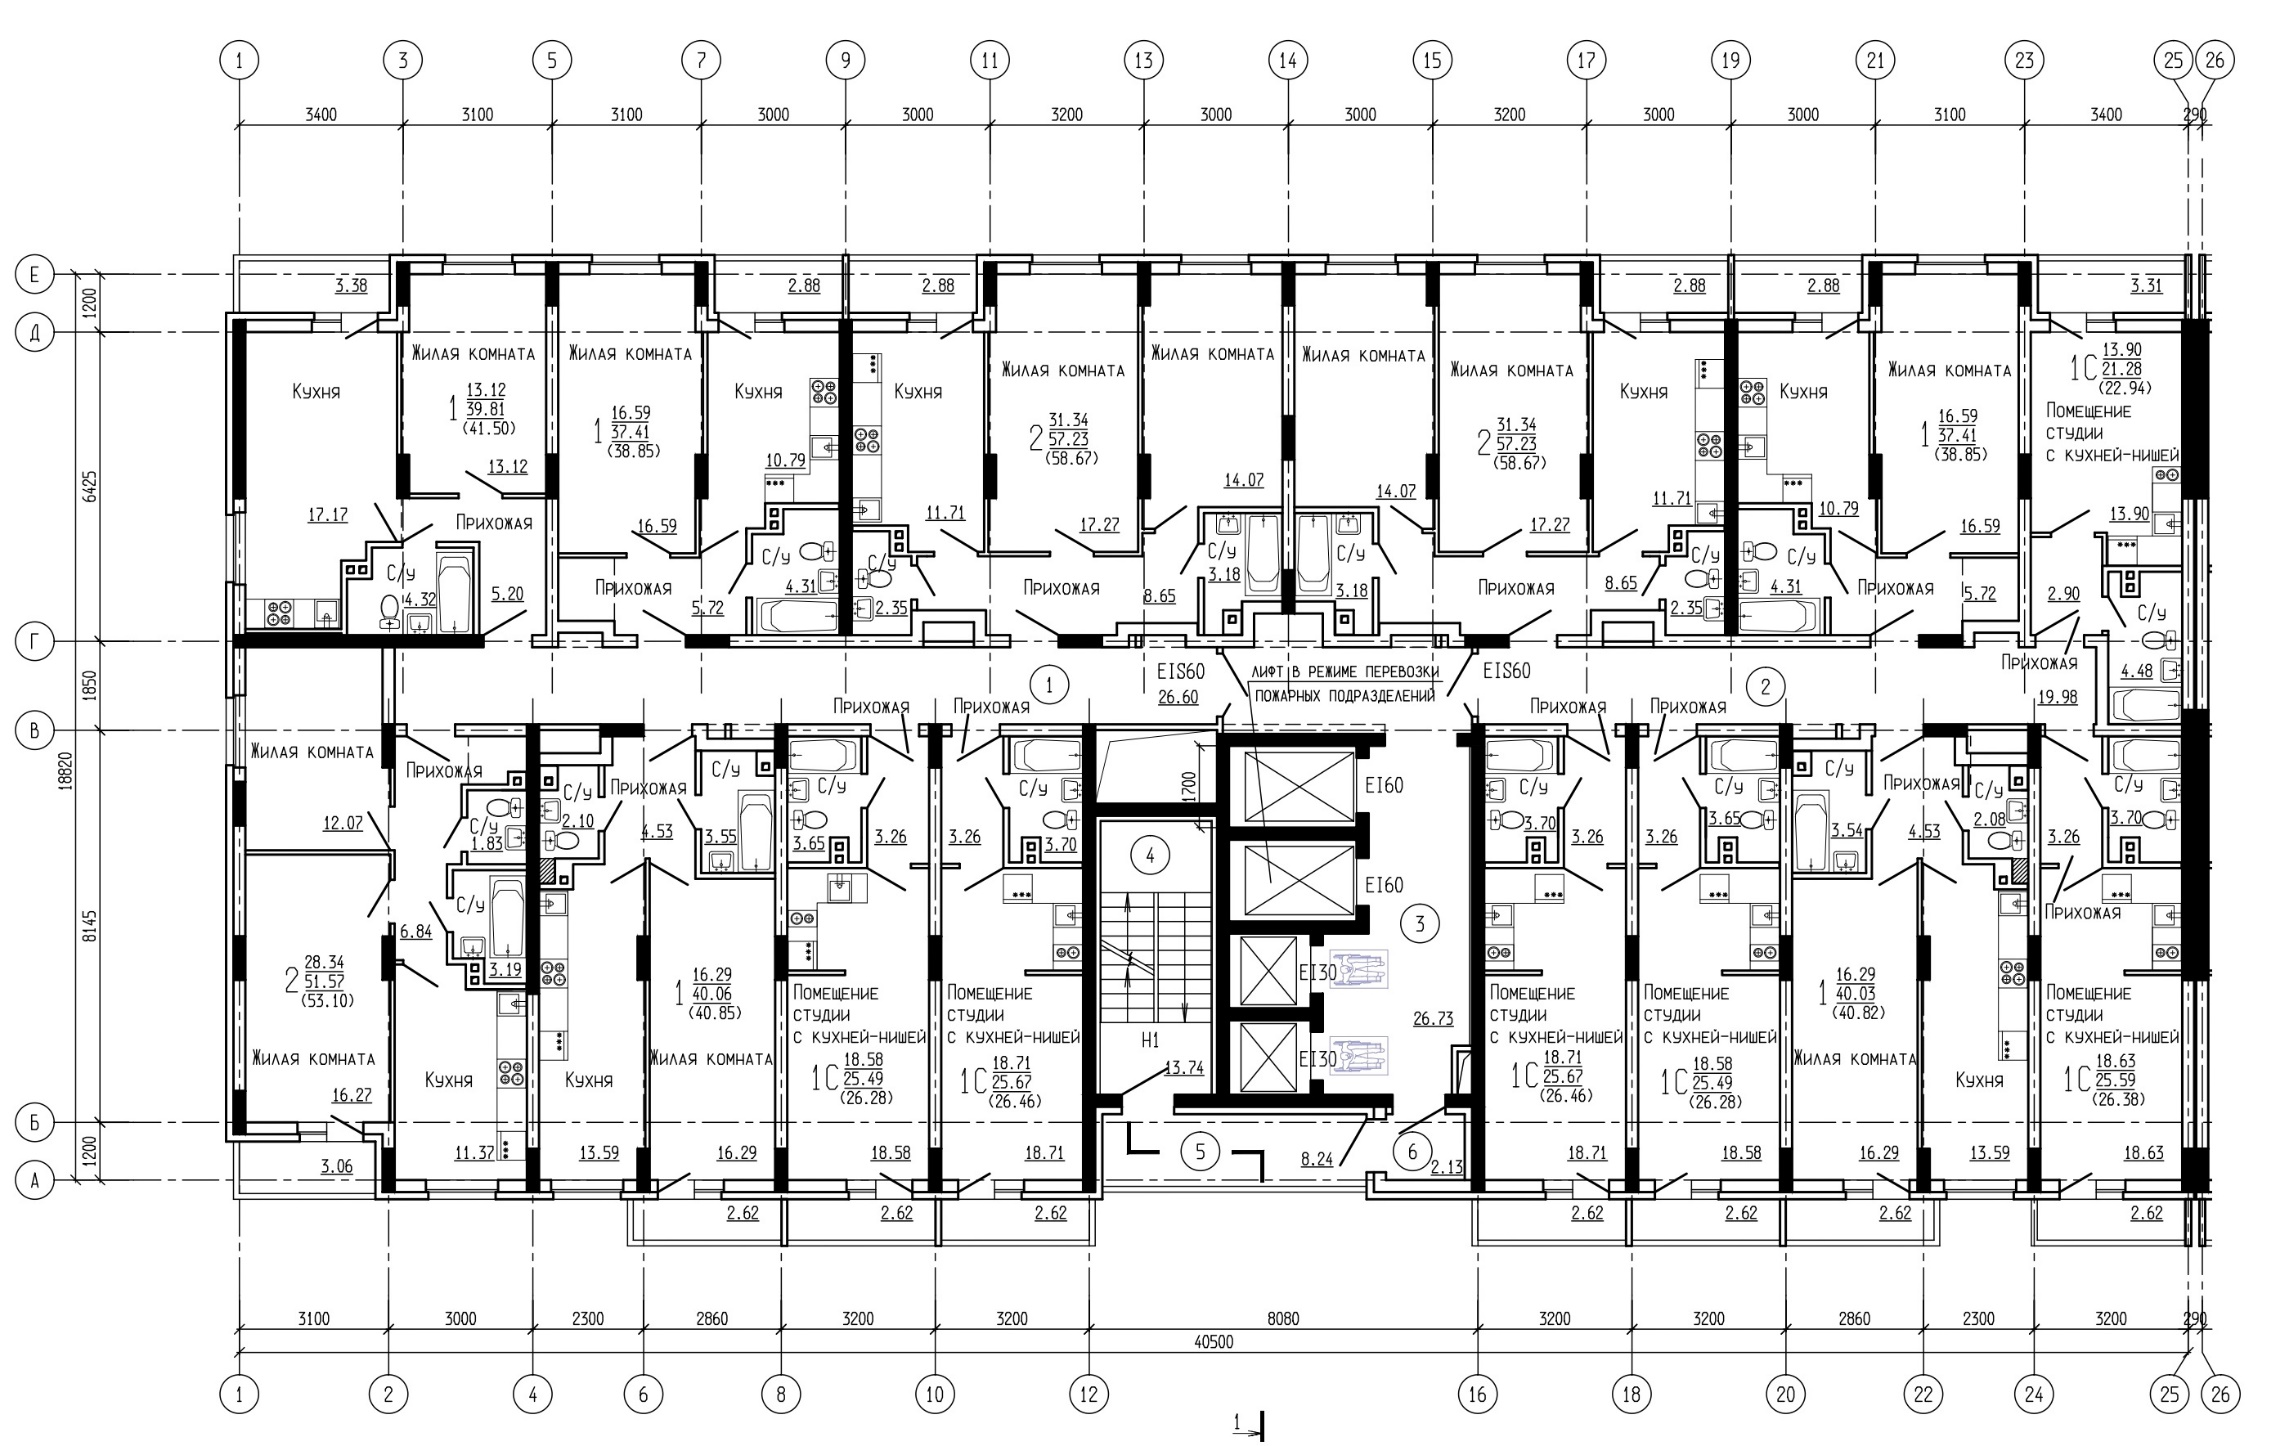 1 3 5 7 9 11 13 14 15 17 19 21 23 25 26
3400 3100 3100 3000 3000 3200 3000 3000 3200 3000 3000 3100 3400 290
Е
Д
Г
В
Б
А
1200
6425
1850
8145
1200
18820
3.38
2.88
2.88
2.88
2.88
3.31
Кухня
17.17
Жилая комната
1
13.12
39.81
(41.50)
13.12
Прихожая
5.20
С/у
4.32
Жилая комната
1
16.59
37.41
(38.85)
16.59
Кухня
10.79
Прихожая
5.72
С/у
4.31
Кухня
11.71
С/у
2.35
Жилая комната
2
31.34
57.23
(58.67)
17.27
Жилая комната
14.07
Прихожая
8.65
С/у
3.18
Жилая комната
14.07
С/у
3.18
Жилая комната
2
31.34
57.23
(58.67)
17.27
Кухня
11.71
Прихожая
8.65
С/у
2.35
Кухня
10.79
С/у
4.31
Жилая комната
1
16.59
37.41
(38.85)
16.59
Прихожая
5.72
1С
13.90
21.28
(22.94)
Помещение
студии
с кухней-нишей
13.90
2.90
С/у
Прихожая
4.48
1
EIS60
26.60
ЛИФТ В РЕЖИМЕ ПЕРЕВОЗКИ
ПОЖАРНЫХ ПОДРАЗДЕЛЕНИЙ
EIS60
2
19.98
Жилая комната
12.07
Прихожая
С/у
1.83
С/у
6.84
3.19
2
28.34
51.57
(53.10)
Жилая комната
16.27
3.06
Кухня
11.37
С/у
2.10
Прихожая
4.53
С/у
3.55
1
16.29
40.06
(40.85)
Кухня
13.59
Жилая комната
16.29
2.62
Прихожая
С/у
3.65
3.26
Помещение
студии
с кухней-нишей
1С
18.58
25.49
(26.28)
18.58
2.62
Прихожая
С/у
3.26
3.70
Помещение
студии
с кухней-нишей
1С
18.71
25.67
(26.46)
18.71
2.62
1700
4
Н1
13.74
EI60
EI60
EI30
EI30
3
26.73
5
8.24
6
2.13
Прихожая
С/у
3.70
3.26
Помещение
студии
с кухней-нишей
1С
18.71
25.67
(26.46)
18.71
2.62
Прихожая
С/у
3.26
3.65
Помещение
студии
с кухней-нишей
1С
18.58
25.49
(26.28)
18.58
2.62
С/у
3.54
Прихожая
4.53
С/у
2.08
1
16.29
40.03
(40.82)
Жилая комната
16.29
2.62
Кухня
13.59
С/у
3.26
3.70
Прихожая
Помещение
студии
с кухней-нишей
1С
18.63
25.59
(26.38)
18.63
2.62
3100 3000 2300 2860 3200 3200 8080 3200 3200 2860 2300 3200 290
40500
1 2 4 6 8 10 12 16 18 20 22 24 25 26
1